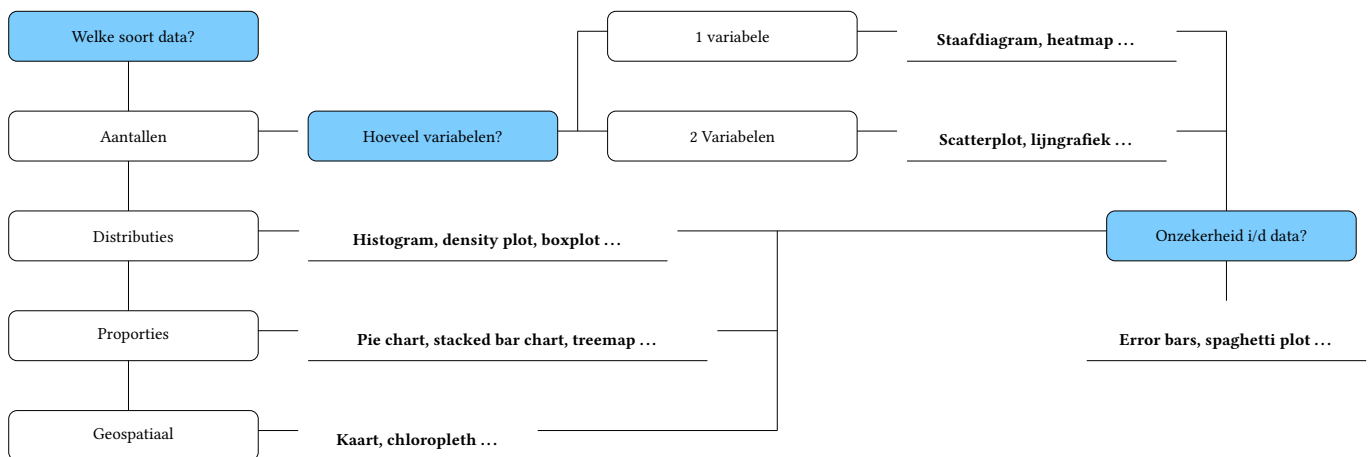 Welke soort data?
1 variabele
Staafdiagram, heatmap …
Aantallen
Hoeveel variabelen?
2 Variabelen
Scatterplot, lijngrafiek …
Distributies
Histogram, density plot, boxplot …
Onzekerheid i/d data?
Proporties
Pie chart, stacked bar chart, treemap …
Error bars, spaghetti plot …
Geospatiaal
Kaart, chloropleth …